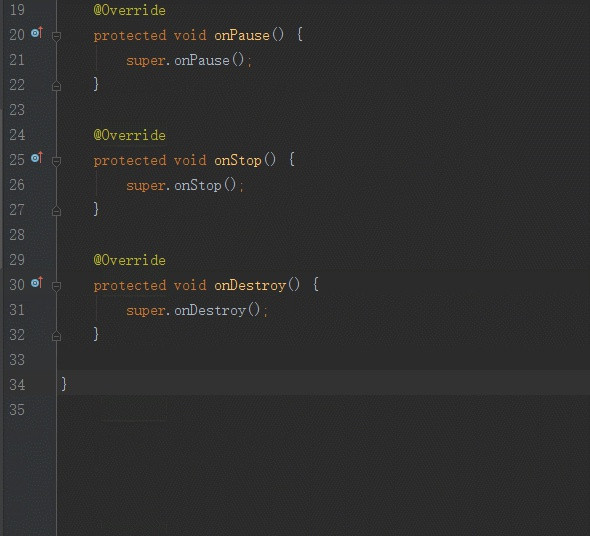 19 @Override
20 protected void onPause() {
21 super.onPause();
22 }
23
24 @Override
25 protected void onStop() {
26 super.onStop();
27 }
28
29 @Override
30 protected void onDestroy() {
31 super.onDestroy();
32 }
33
34 }
35